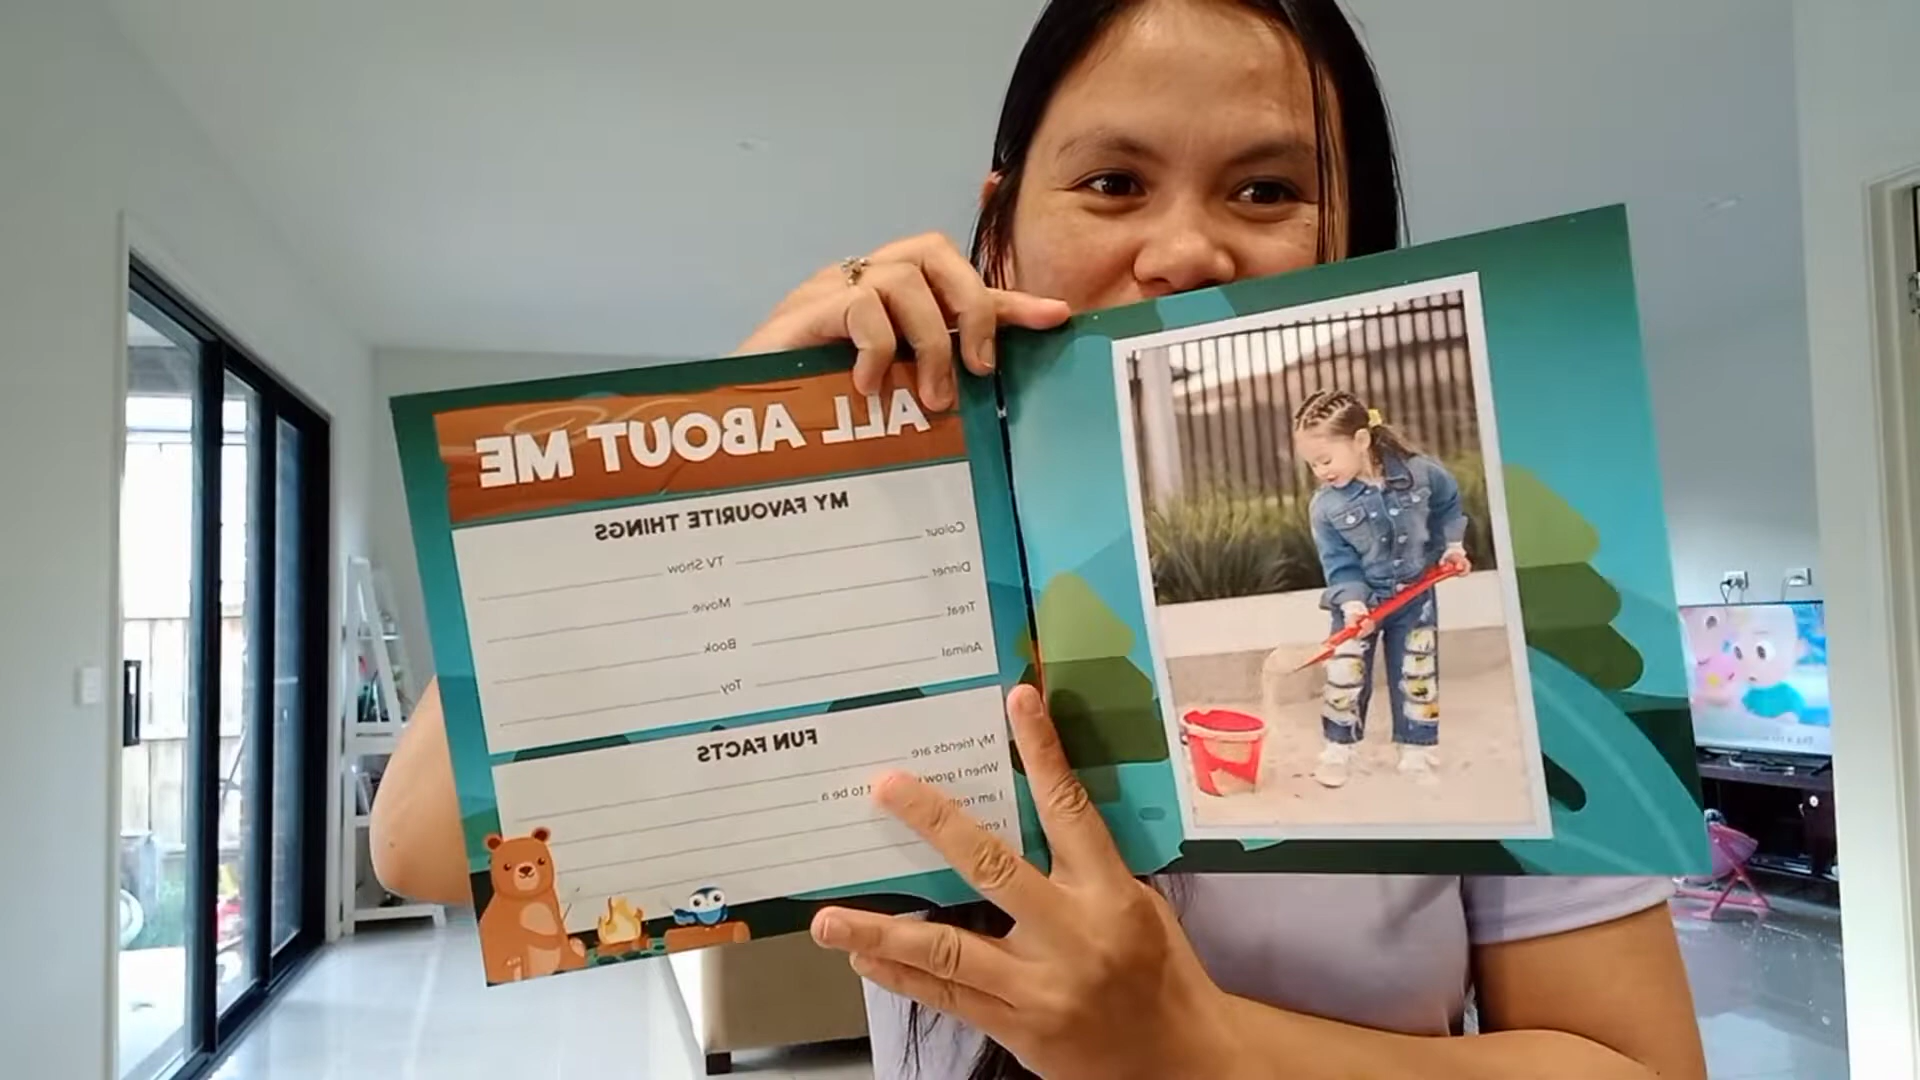 ALL ABOUT ME
MY FAVOURITE THINGS
Colour TV Show
Dinner Movie
Treat Book
Animal Toy
FUN FACTS
My friends are
When I grow to be a
I am
I